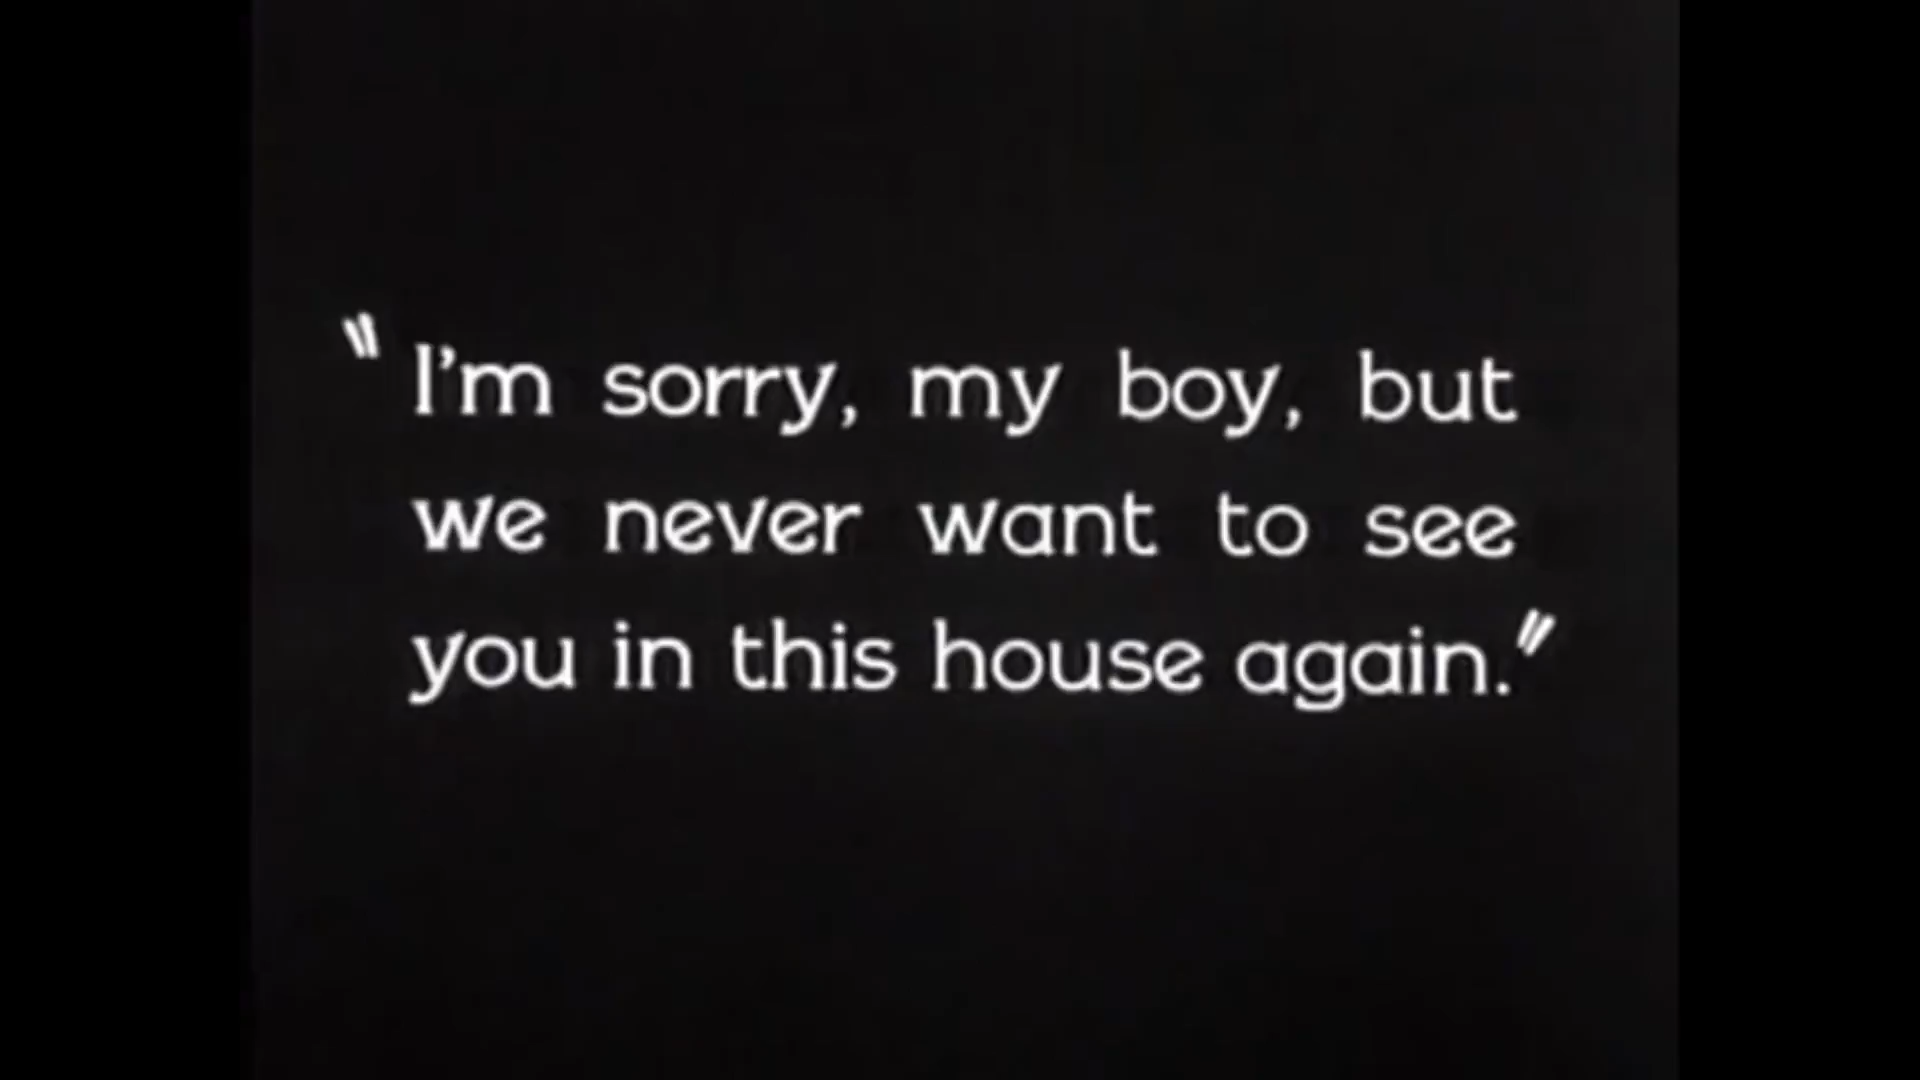 "I'm sorry, my boy, but
we never want to see
you in this house again."